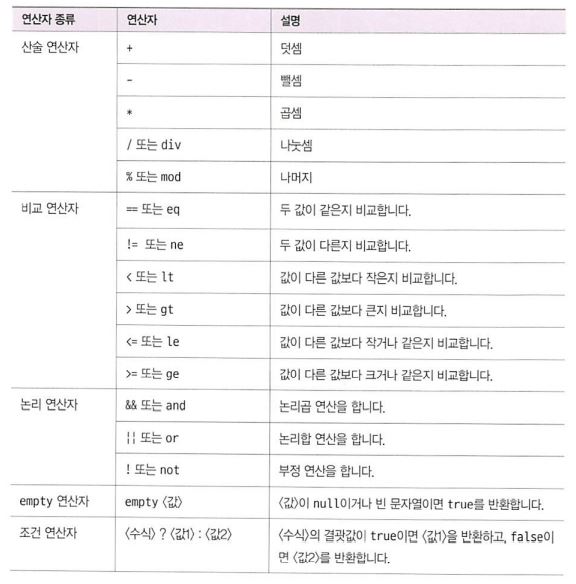 연산자 종류 연산자 설명
산술 연산자 + 덧셈
- 뺄셈
* 곱셈
/ 또는 div 나눗셈
% 또는 mod 나머지
비교 연산자 == 또는 eq 두 값이 같은지 비교합니다.
!= 또는 ne 두 값이 다른지 비교합니다.
< 또는 lt 값이 다른 값보다 작은지 비교합니다.
> 또는 gt 값이 다른 값보다 큰지 비교합니다.
<= 또는 le 값이 다른 값보다 작거나 같은지 비교합니다.
>= 또는 ge 값이 다른 값보다 크거나 같은지 비교합니다.
논리 연산자 && 또는 and 논리곱 연산을 합니다.
|| 또는 or 논리합 연산을 합니다.
! 또는 not 부정 연산을 합니다.
empty 연산자 empty 〈값〉 〈값〉이 null이거나 빈 문자열이면 true를 반환합니다.
조건 연산자 〈수식〉 ? 〈값1〉 : 〈값2〉 〈수식〉의 결괏값이 true이면 〈값1〉을 반환하고, false이
면 〈값2〉를 반환합니다.